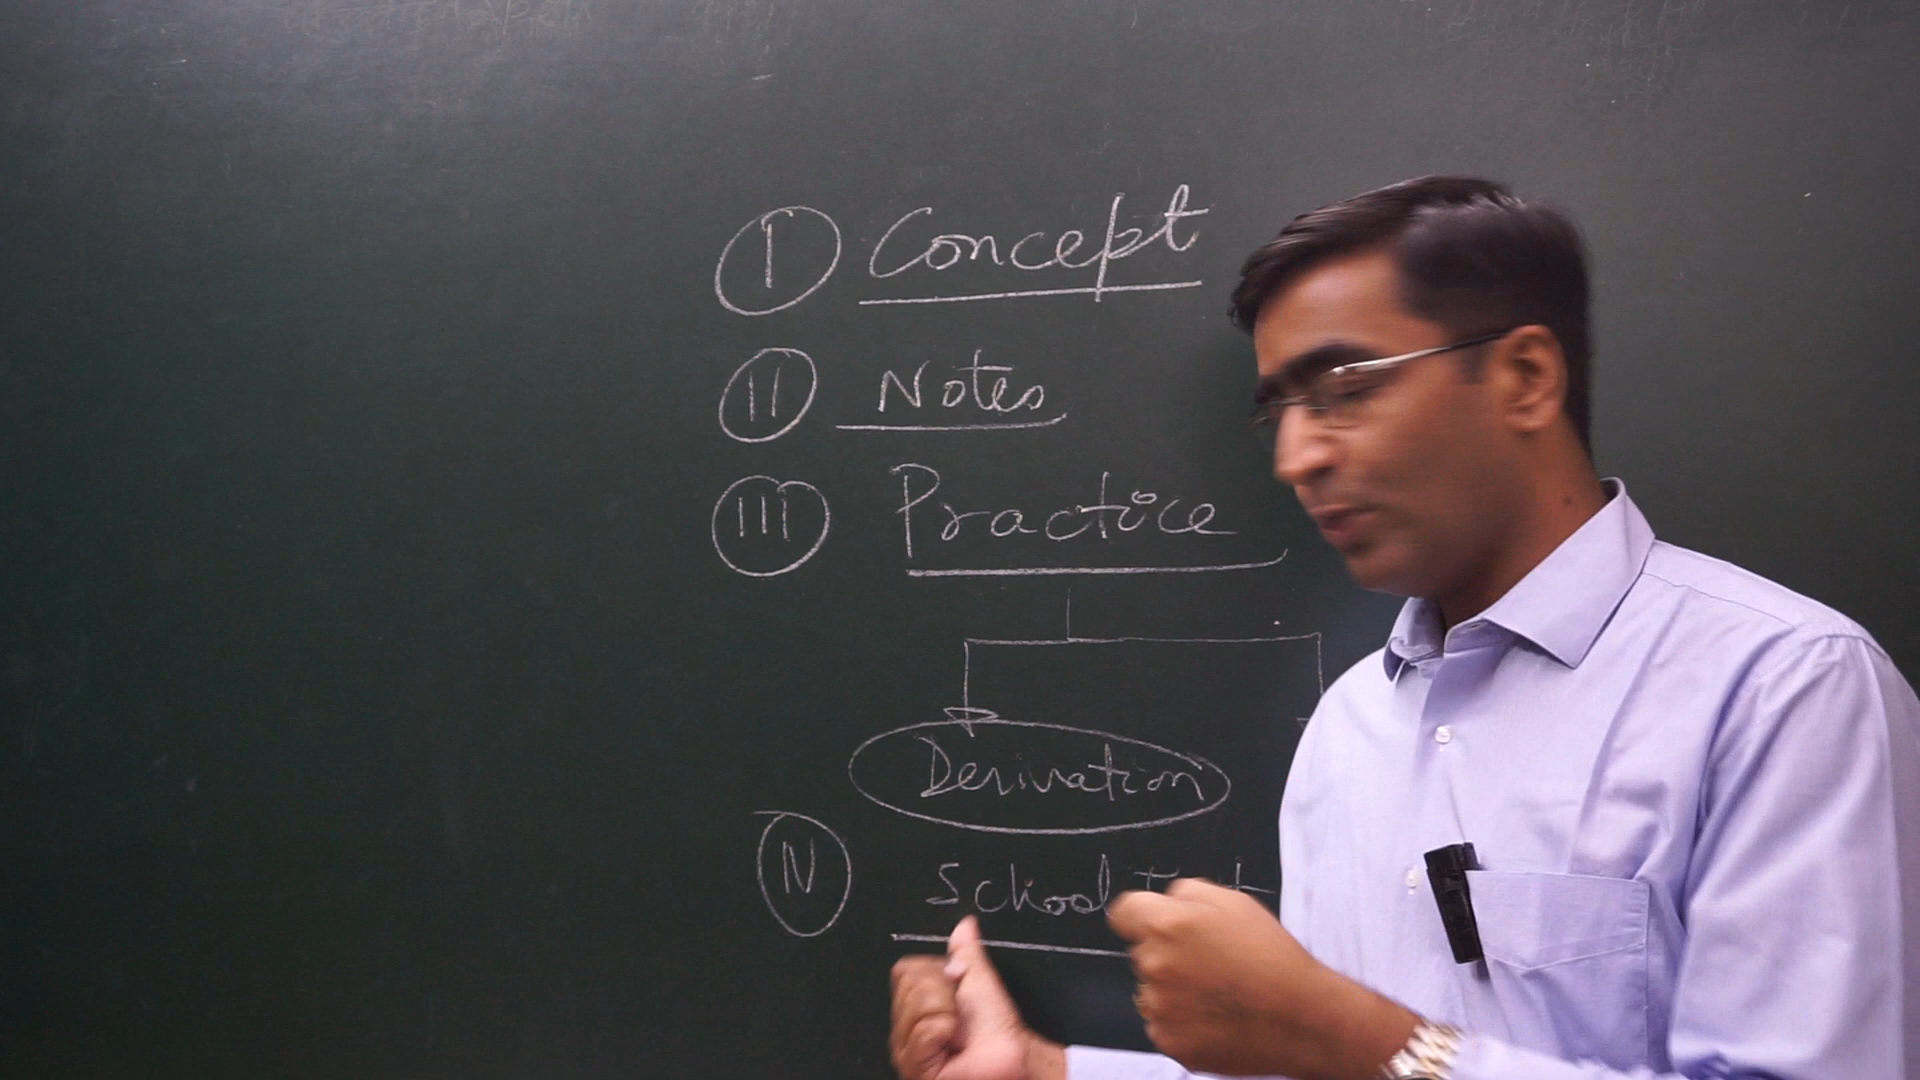 I Concept
II Notes
III Practice
Derivation
IV School